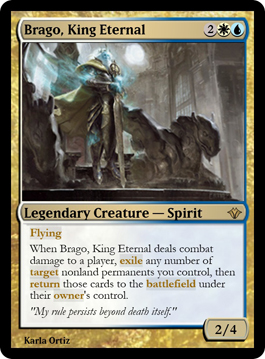 Brago, King Eternal 2
Legendary Creature — Spirit
Flying
When Brago, King Eternal deals combat
damage to a player, exile any number of
target nonland permanents you control, then
return those cards to the battlefield under
their owner's control.
"My rule persists beyond death itself."
2/4
Karla Ortiz